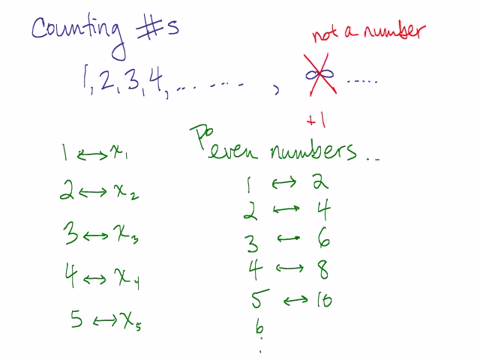 Counting #s
not a number
1, 2, 3, 4, ........ , ∞ .....
+1
Po even numbers ..
1 ↔ x₁
2 ↔ x₂
3 ↔ x₃
4 ↔ x₄
5 ↔ x₅
1 ↔ 2
2 ↔ 4
3 ↔ 6
4 ↔ 8
5 ↔ 10
6
: